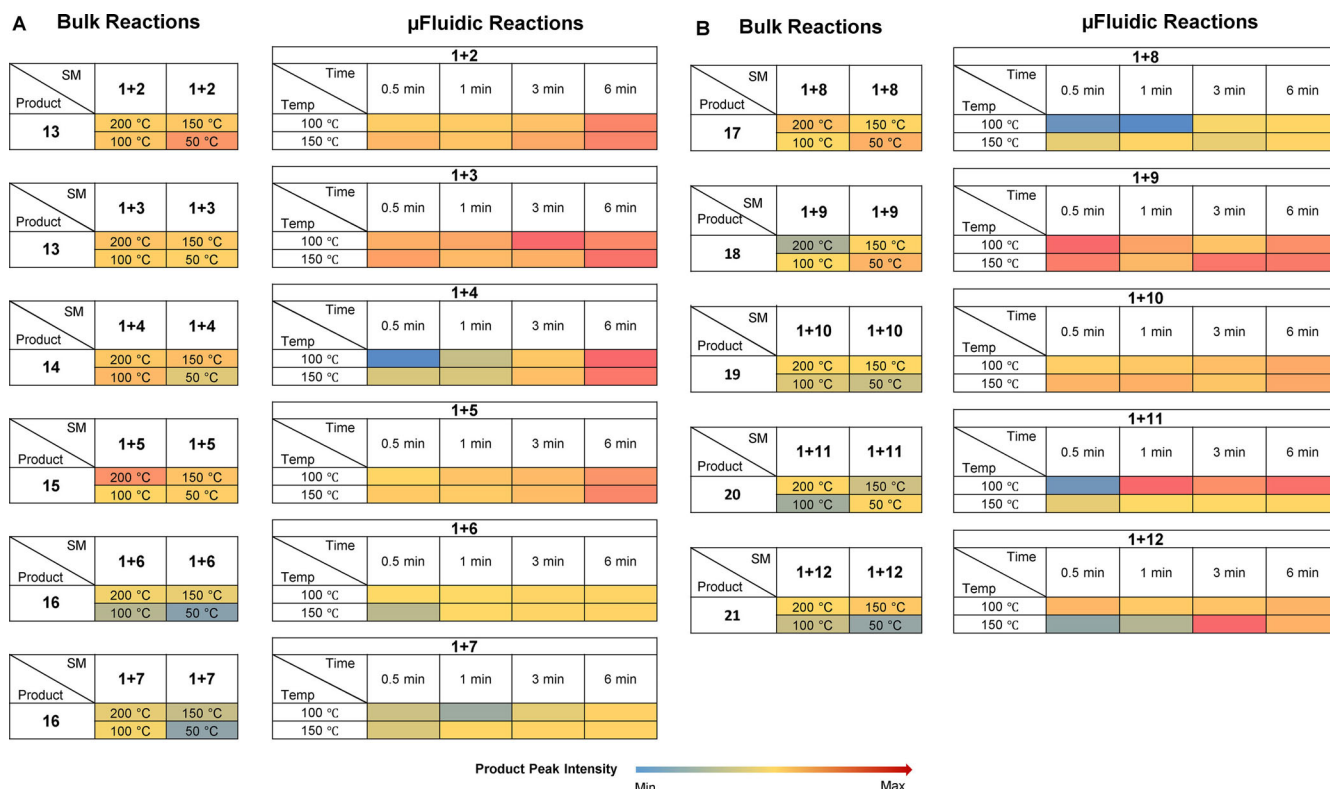 A Bulk Reactions µFluidic Reactions
SM 1+2 1+2
Product
13 200 °C 150 °C
100 °C 50 °C
1+2
Time 0.5 min 1 min 3 min 6 min
Temp
100 ℃
150 ℃
SM 1+3 1+3
Product
13 200 °C 150 °C
100 °C 50 °C
1+3
Time 0.5 min 1 min 3 min 6 min
Temp
100 ℃
150 ℃
SM 1+4 1+4
Product
14 200 °C 150 °C
100 °C 50 °C
1+4
Time 0.5 min 1 min 3 min 6 min
Temp
100 ℃
150 ℃
SM 1+5 1+5
Product
15 200 °C 150 °C
100 °C 50 °C
1+5
Time 0.5 min 1 min 3 min 6 min
Temp
100 ℃
150 ℃
SM 1+6 1+6
Product
16 200 °C 150 °C
100 °C 50 °C
1+6
Time 0.5 min 1 min 3 min 6 min
Temp
100 ℃
150 ℃
SM 1+7 1+7
Product
16 200 °C 150 °C
100 °C 50 °C
1+7
Time 0.5 min 1 min 3 min 6 min
Temp
100 ℃
150 ℃
B Bulk Reactions µFluidic Reactions
SM 1+8 1+8
Product
17 200 °C 150 °C
100 °C 50 °C
1+8
Time 0.5 min 1 min 3 min 6 min
Temp
100 ℃
150 ℃
SM 1+9 1+9
Product
18 200 °C 150 °C
100 °C 50 °C
1+9
Time 0.5 min 1 min 3 min 6 min
Temp
100 ℃
150 ℃
SM 1+10 1+10
Product
19 200 °C 150 °C
100 °C 50 °C
1+10
Time 0.5 min 1 min 3 min 6 min
Temp
100 ℃
150 ℃
SM 1+11 1+11
Product
20 200 °C 150 °C
100 °C 50 °C
1+11
Time 0.5 min 1 min 3 min 6 min
Temp
100 ℃
150 ℃
SM 1+12 1+12
Product
21 200 °C 150 °C
100 °C 50 °C
1+12
Time 0.5 min 1 min 3 min 6 min
Temp
100 ℃
150 ℃
Product Peak Intensity
Min Max